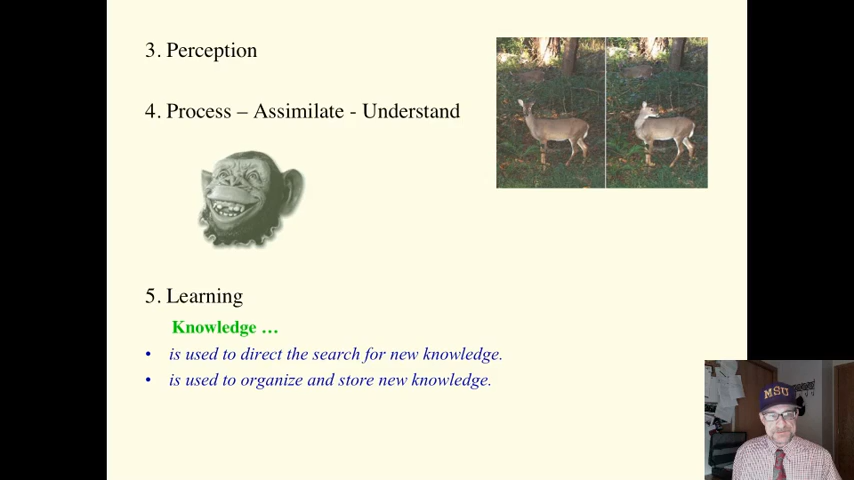 3. Perception
4. Process – Assimilate - Understand
5. Learning
Knowledge …
• is used to direct the search for new knowledge.
• is used to organize and store new knowledge.
MSU